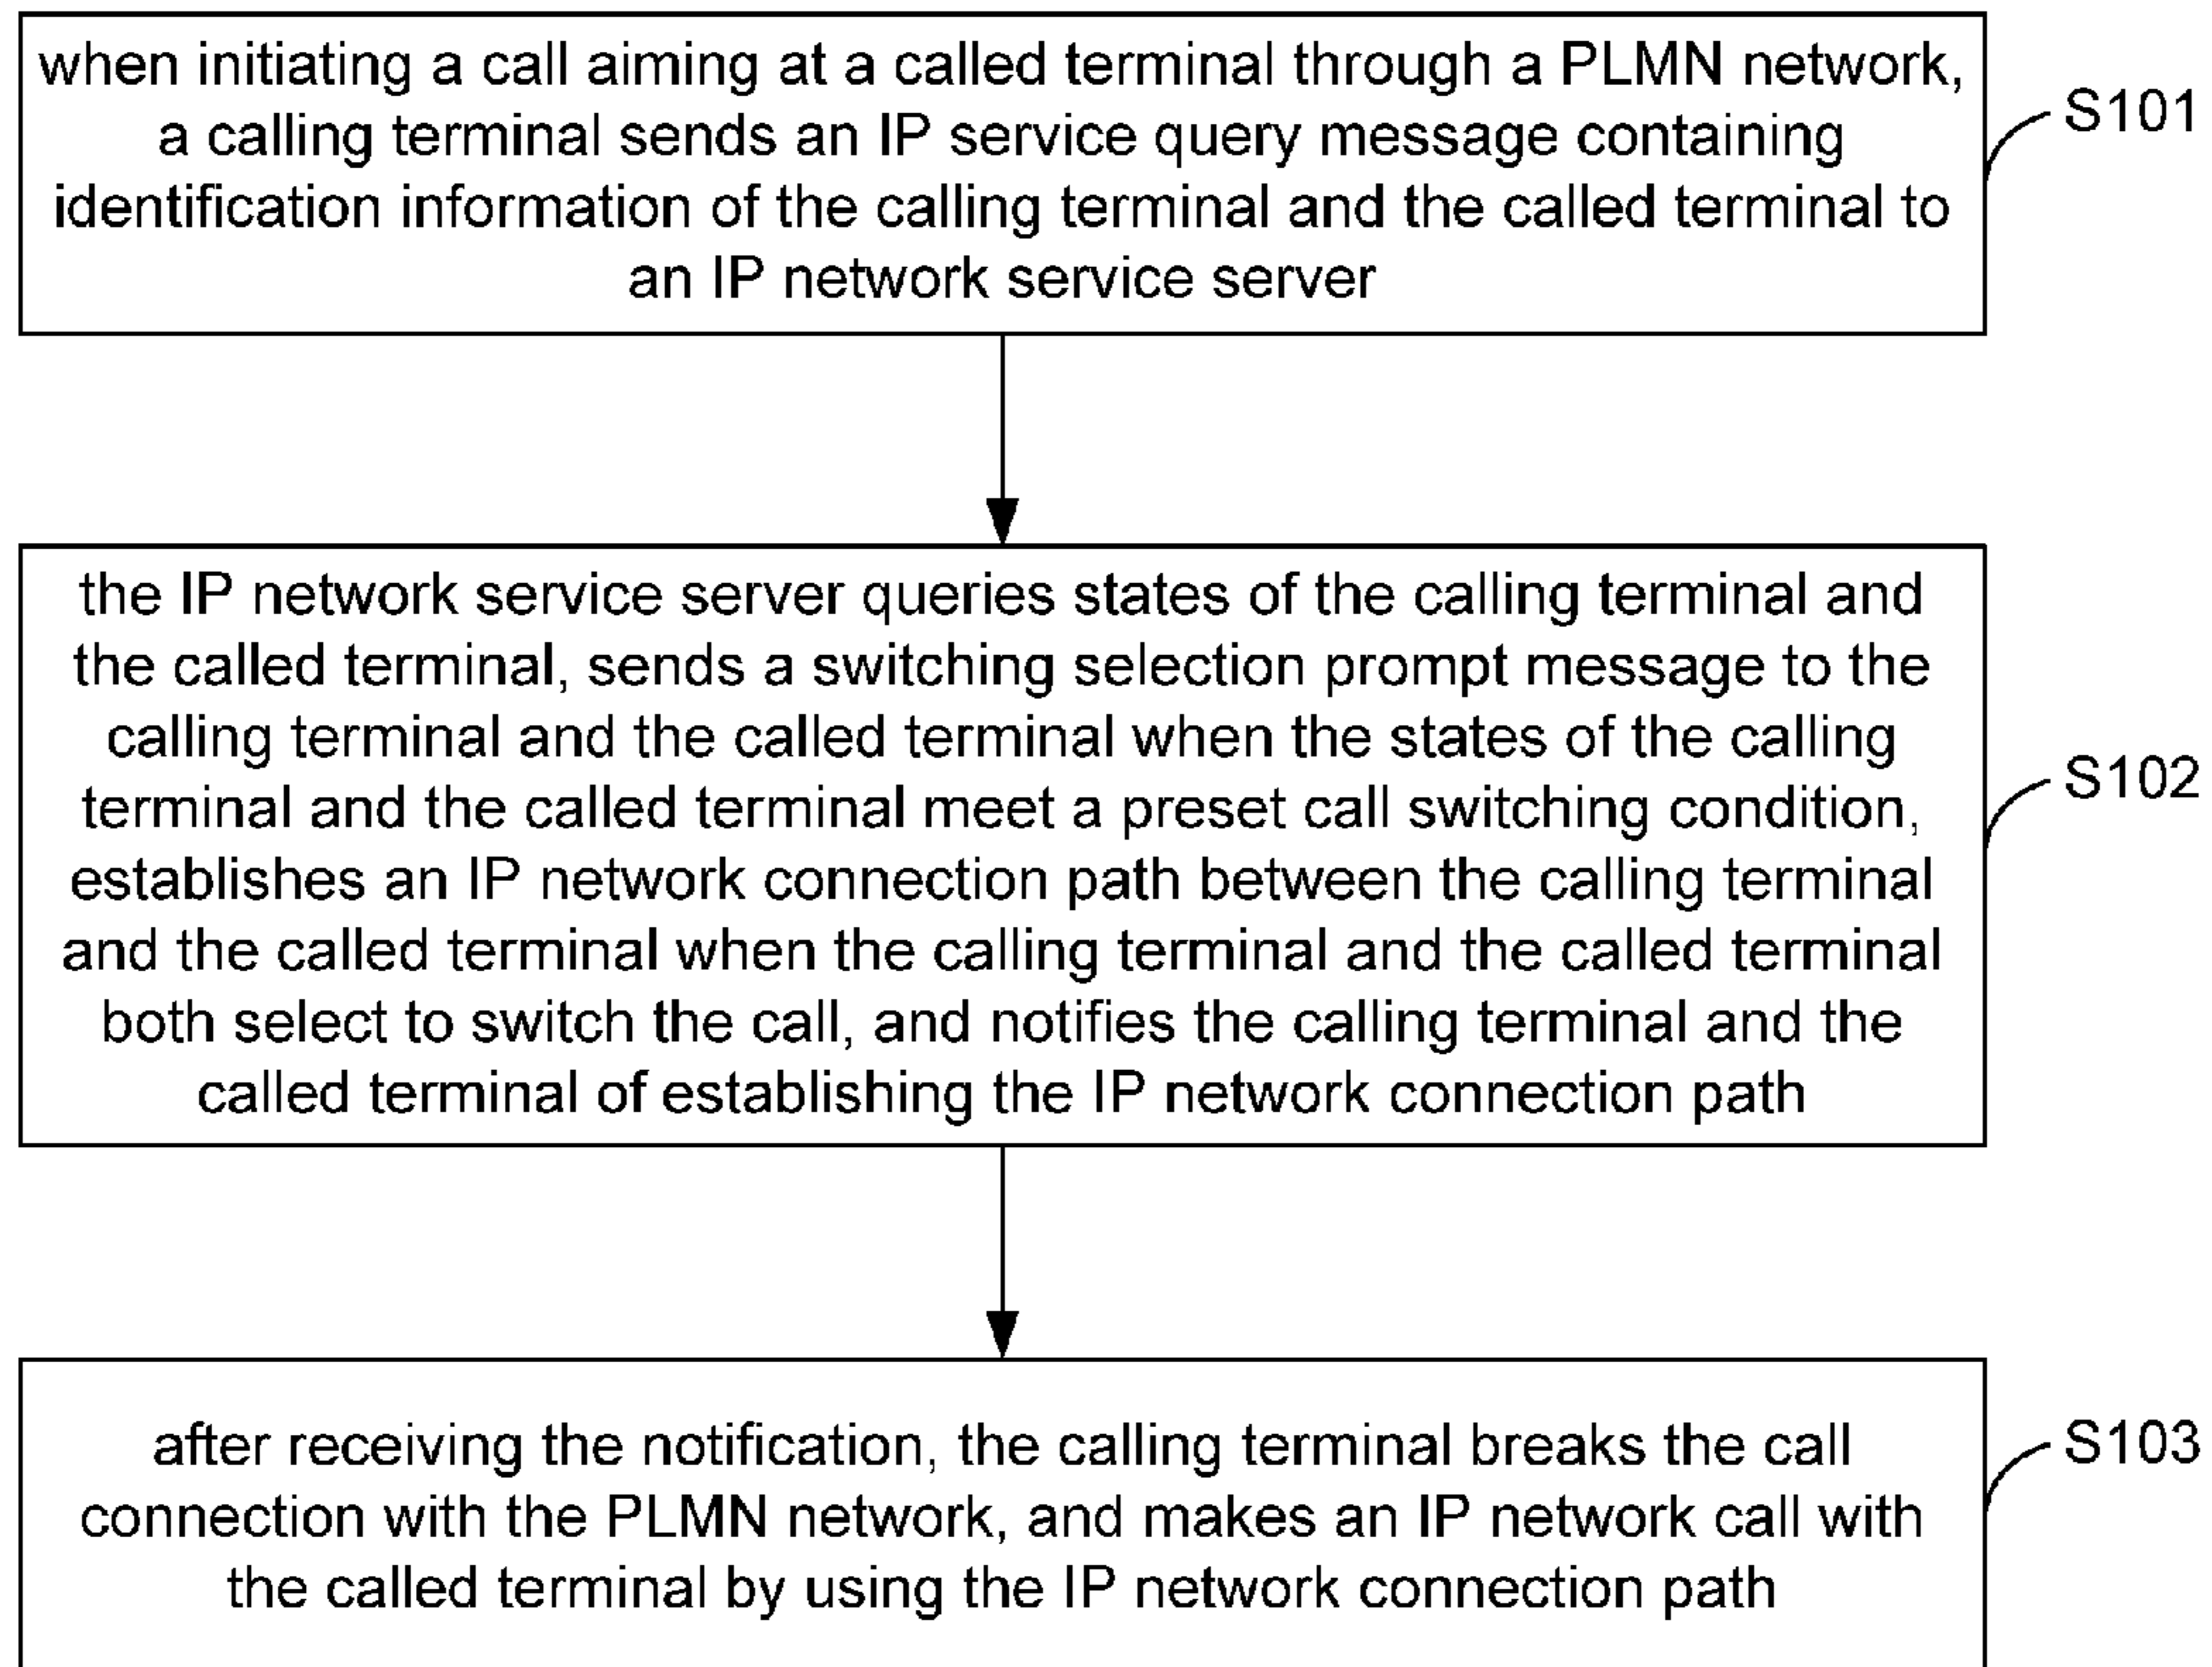 when initiating a call aiming at a called terminal through a PLMN network,
a calling terminal sends an IP service query message containing
identification information of the calling terminal and the called terminal to
an IP network service server
S101
the IP network service server queries states of the calling terminal and
the called terminal, sends a switching selection prompt message to the
calling terminal and the called terminal when the states of the calling
terminal and the called terminal meet a preset call switching condition,
establishes an IP network connection path between the calling terminal
and the called terminal when the calling terminal and the called terminal
both select to switch the call, and notifies the calling terminal and the
called terminal of establishing the IP network connection path
S102
after receiving the notification, the calling terminal breaks the call
connection with the PLMN network, and makes an IP network call with
the called terminal by using the IP network connection path
S103